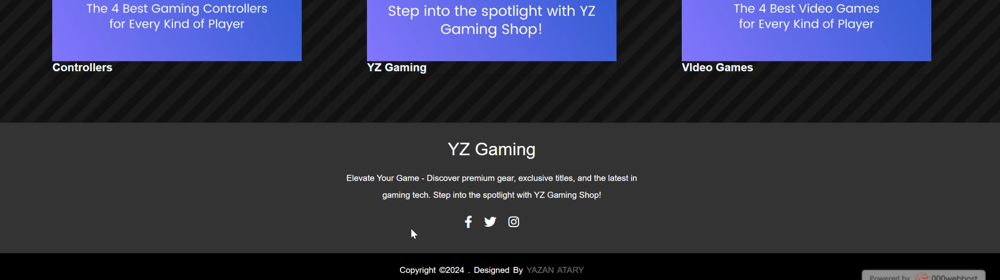 The 4 Best Gaming Controllers
for Every Kind of Player
Controllers
Step into the spotlight with YZ
Gaming Shop!
YZ Gaming
The 4 Best Video Games
for Every Kind of Player
VIdeo Games
YZ Gaming
Elevate Your Game - Discover premium gear, exclusive titles, and the latest in
gaming tech. Step into the spotlight with YZ Gaming Shop!
Copyright ©2024 . Designed By YAZAN ATARY
Powered by 000webhost